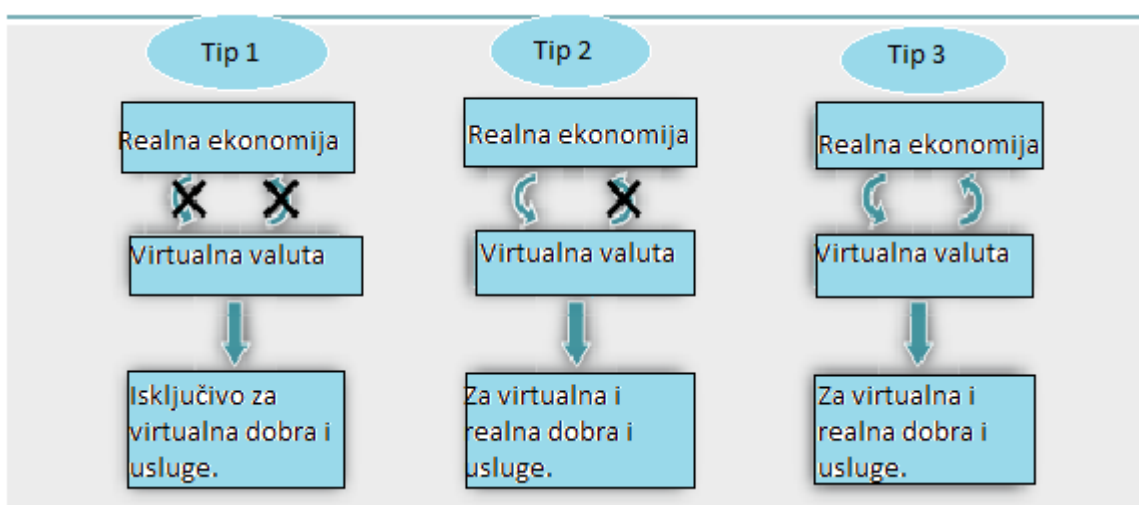 Tip 1
Realna ekonomija
Virtualna valuta
Isključivo za
virtualna dobra i
usluge.
Tip 2
Realna ekonomija
Virtualna valuta
Za virtualna i
realna dobra i
usluge.
Tip 3
Realna ekonomija
Virtualna valuta
Za virtualna i
realna dobra i
usluge.